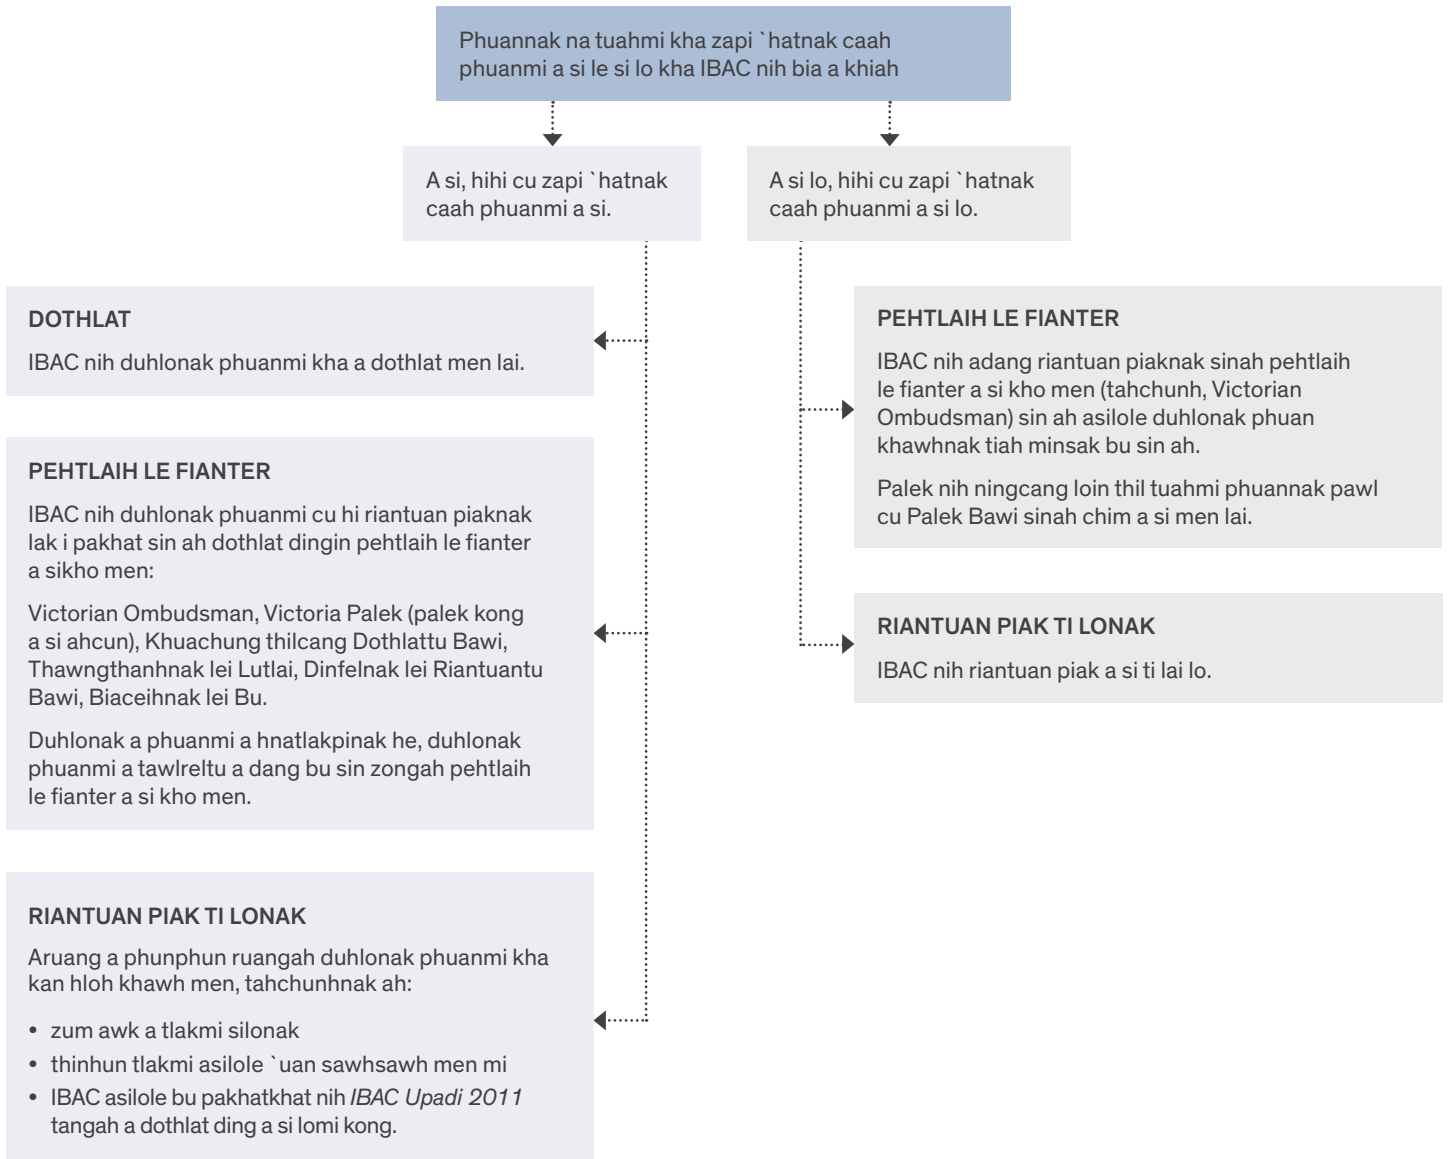 Phuannak na tuahmi kha zapi `hatnak caah
phuanmi a si le si lo kha IBAC nih bia a khiah
A si, hihi cu zapi `hatnak
caah phuanmi a si.
A si lo, hihi cu zapi `hatnak
caah phuanmi a si lo.
DOTHLAT
IBAC nih duhlonak phuanmi kha a dothlat men lai.
PEHTLAIH LE FIANTER
IBAC nih duhlonak phuanmi cu hi riantuan piaknak
lak i pakhat sin ah dothlat dingin pehtlaih le fianter
a sikho men:
Victorian Ombudsman, Victoria Palek (palek kong
a si ahcun), Khuachung thilcang Dothlattu Bawi,
Thawngthanhnak lei Lutlai, Dinfelnak lei Riantuantu
Bawi, Biaceihnak lei Bu.
Duhlonak a phuanmi a hnatlakpinak he, duhlonak
phuanmi a tawlreltu a dang bu sin zongah pehtlaih
le fianter a si kho men.
RIANTUAN PIAK TI LONAK
Aruang a phunphun ruangah duhlonak phuanmi kha
kan hloh khawh men, tahchunhnak ah:
• zum awk a tlakmi silonak
• thinhun tlakmi asilole `uan sawhsawh men mi
• IBAC asilole bu pakhatkhat nih IBAC Upadi 2011
tangah a dothlat ding a si lomi kong.
PEHTLAIH LE FIANTER
IBAC nih adang riantuan piaknak sinah pehtlaih
le fianter a si kho men (tahchunh, Victorian
Ombudsman) sin ah asilole duhlonak phuan
khawhnak tiah minsak bu sin ah.
Palek nih ningcang loin thil tuahmi phuannak pawl
cu Palek Bawi sinah chim a si men lai.
RIANTUAN PIAK TI LONAK
IBAC nih riantuan piak a si ti lai lo.